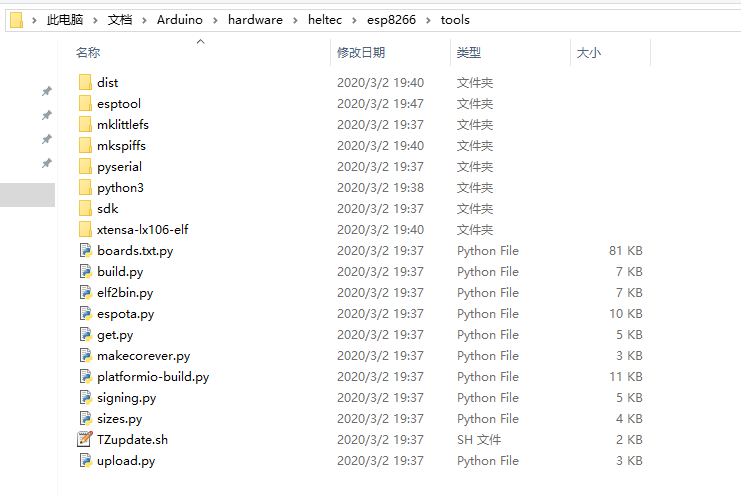 此电脑 > 文档 > Arduino > hardware > heltec > esp8266 > tools
名称 修改日期 类型 大小
dist 2020/3/2 19:40 文件夹
esptool 2020/3/2 19:47 文件夹
mklittlefs 2020/3/2 19:37 文件夹
mkspiffs 2020/3/2 19:40 文件夹
pyserial 2020/3/2 19:37 文件夹
python3 2020/3/2 19:38 文件夹
sdk 2020/3/2 19:37 文件夹
xtensa-lx106-elf 2020/3/2 19:40 文件夹
boards.txt.py 2020/3/2 19:37 Python File 81 KB
build.py 2020/3/2 19:37 Python File 7 KB
elf2bin.py 2020/3/2 19:37 Python File 7 KB
espota.py 2020/3/2 19:37 Python File 10 KB
get.py 2020/3/2 19:37 Python File 5 KB
makecorever.py 2020/3/2 19:37 Python File 3 KB
platformio-build.py 2020/3/2 19:37 Python File 11 KB
signing.py 2020/3/2 19:37 Python File 5 KB
sizes.py 2020/3/2 19:37 Python File 4 KB
TZupdate.sh 2020/3/2 19:37 SH 文件 2 KB
upload.py 2020/3/2 19:37 Python File 3 KB